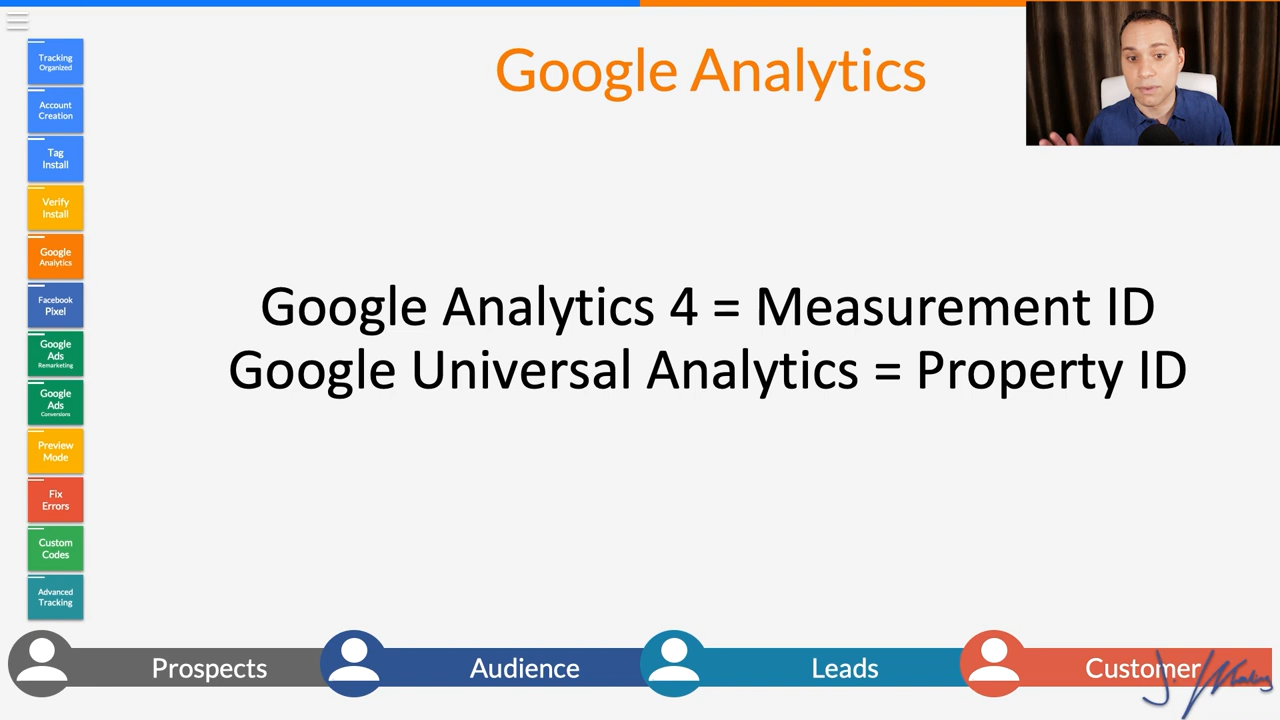 Google Analytics
Tracking
Organized
Account
Creation
Tag
Install
Verify
Install
Google
Analytics
Facebook
Pixel
Google
Ads
Remarketing
Google
Ads
Conversions
Preview
Mode
Fix
Errors
Custom
Codes
Advanced
Tracking
Google Analytics 4 = Measurement ID
Google Universal Analytics = Property ID
Prospects
Audience
Leads
Customer